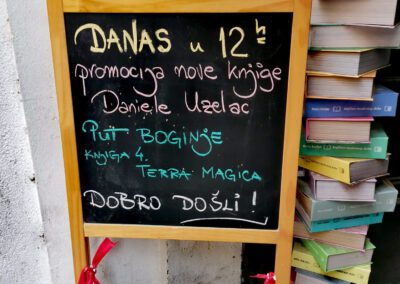 DANAS u 12 h
promocija nove knjige
Daniele Uzelac
PUT BOGINJE
KNJIGA 4.
TERRA MAGICA
DOBRO DOŠLI!